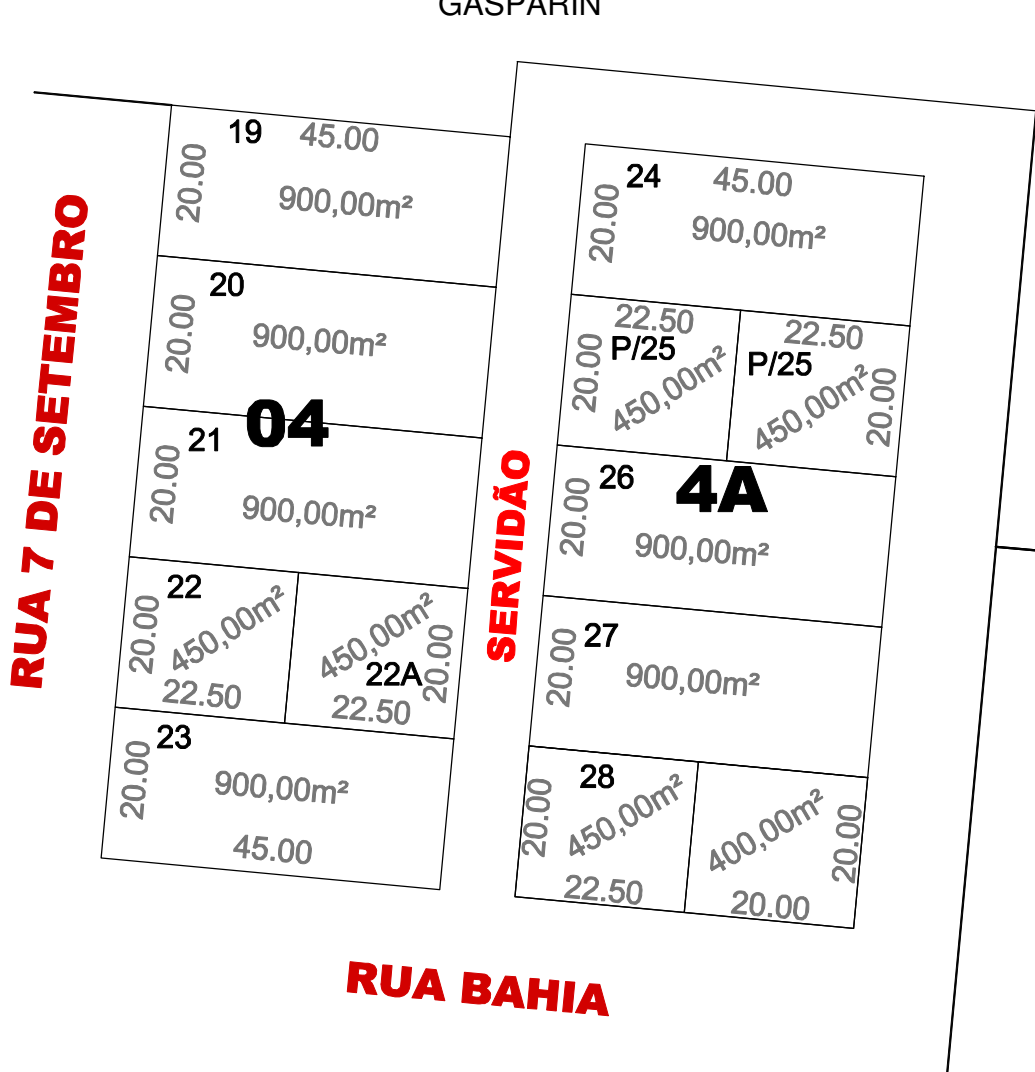 GASPARIN
19
45.00
20.00
900,00m²
20
20.00
900,00m²
04
21
20.00
900,00m²
22
20.00
450,00m²
22.50
450,00m²
22A
20.00
22.50
23
20.00
900,00m²
45.00
RUA 7 DE SETEMBRO
SERVIDÃO
24
45.00
20.00
900,00m²
22.50
P/25
20.00
450,00m²
22.50
P/25
450,00m²
20.00
26
4A
20.00
900,00m²
27
20.00
900,00m²
28
20.00
450,00m²
22.50
400,00m²
20.00
20.00
RUA BAHIA